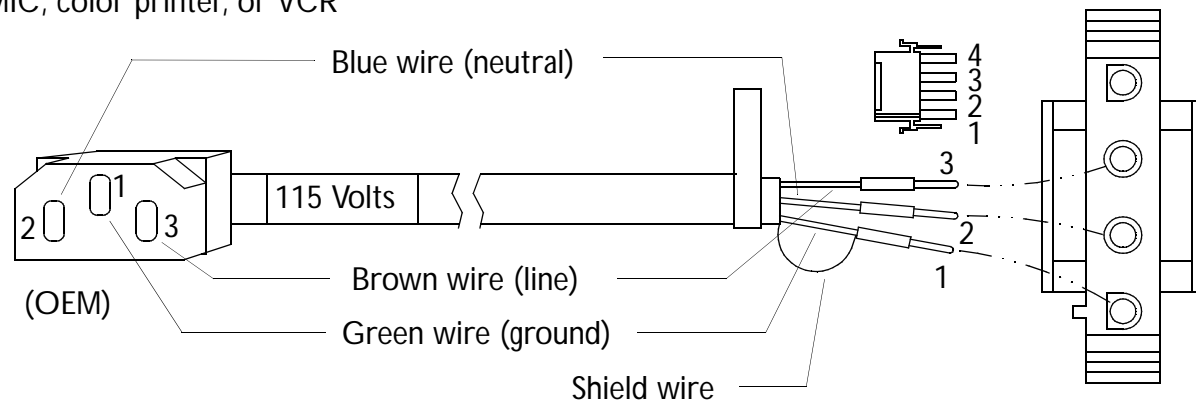 color printer, or VCR
Blue wire (neutral)
4
3
2
1
3
115 Volts
1
2
3
2
1
Brown wire (line)
(OEM)
Green wire (ground)
Shield wire